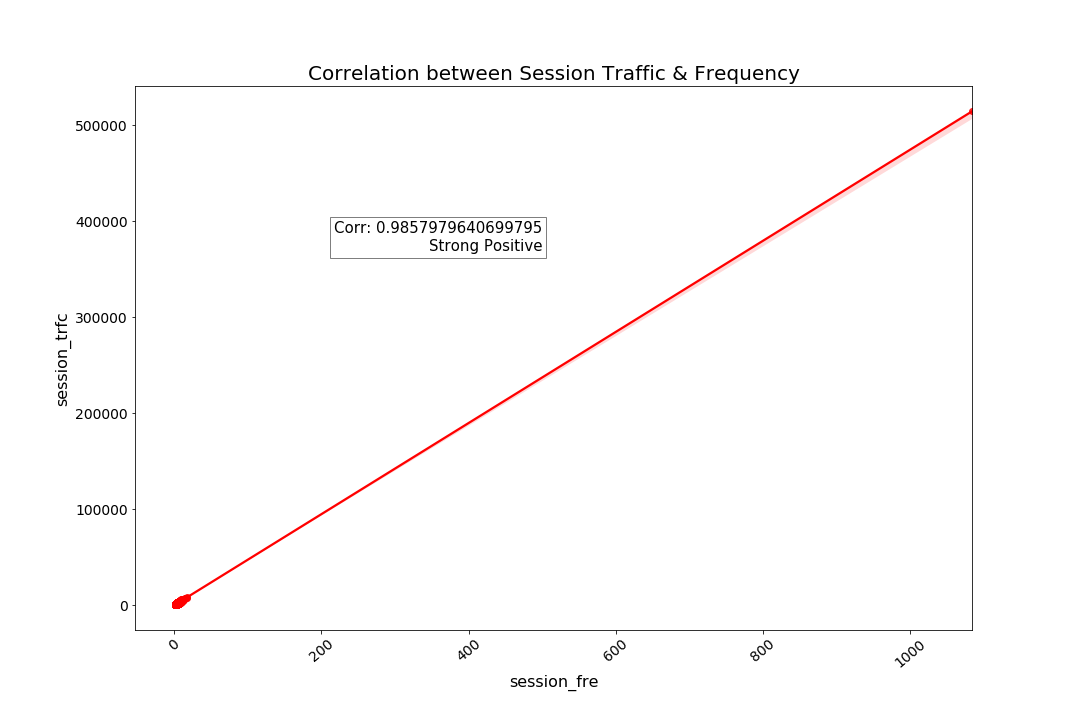 Correlation between Session Traffic & Frequency
500000
400000
300000
200000
100000
0
session_trfc
Corr: 0.9857979640699795
Strong Positive
0
200
400
600
800
1000
session_fre